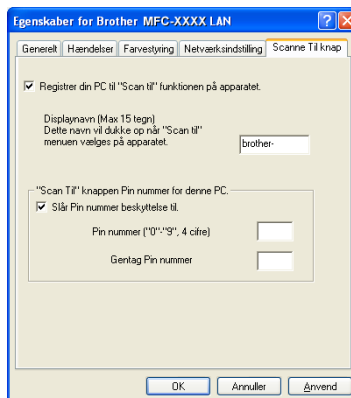 Egenskaber for Brother MFC-XXXX LAN
Generelt Hændelser Farvestyring Netværksindstilling Scanne Til knap
Registrer din PC til "Scan til" funktionen på apparatet.
Displaynavn (Max 15 tegn)
Dette navn vil dukke op når "Scan til"
menuen vælges på apparatet.
brother-
"Scan Til" knappen Pin nummer for denne PC.
Slår Pin nummer beskyttelse til.
Pin nummer ("0"-"9", 4 cifre)
Gentag Pin nummer
OK Annuller Anvend